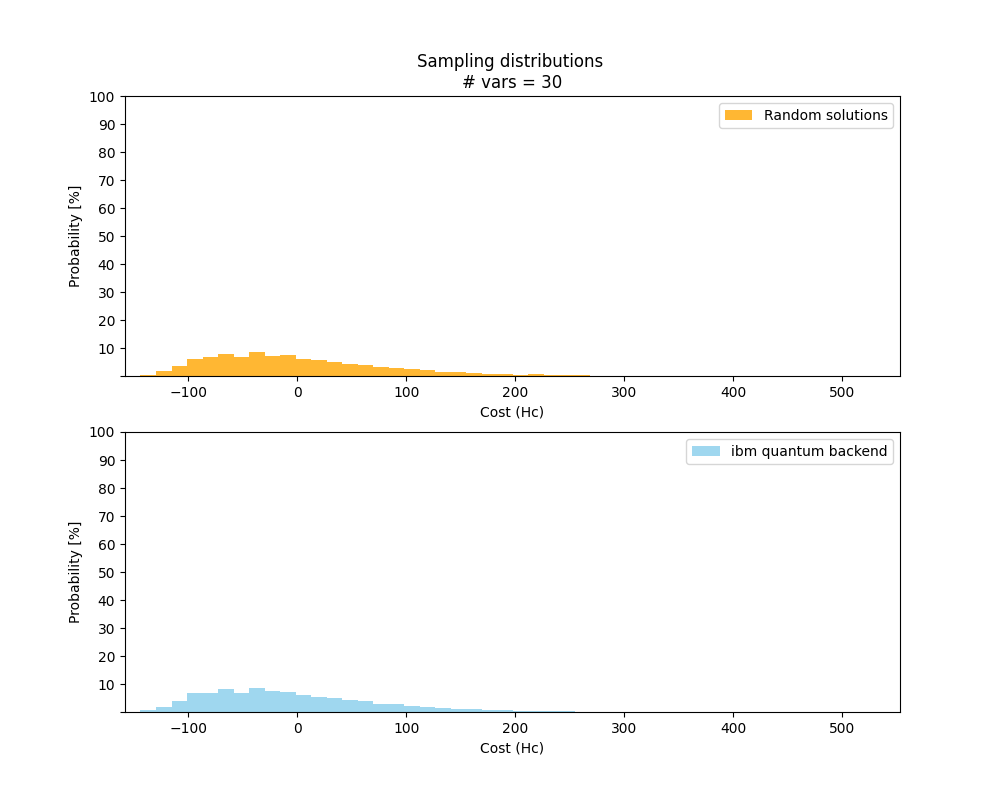 Sampling distributions
# vars = 30
100
90
80
70
60
50
40
30
20
10
Probability [%]
Random solutions
−100 0 100 200 300 400 500
Cost (Hc)
100
90
80
70
60
50
40
30
20
10
Probability [%]
ibm quantum backend
−100 0 100 200 300 400 500
Cost (Hc)